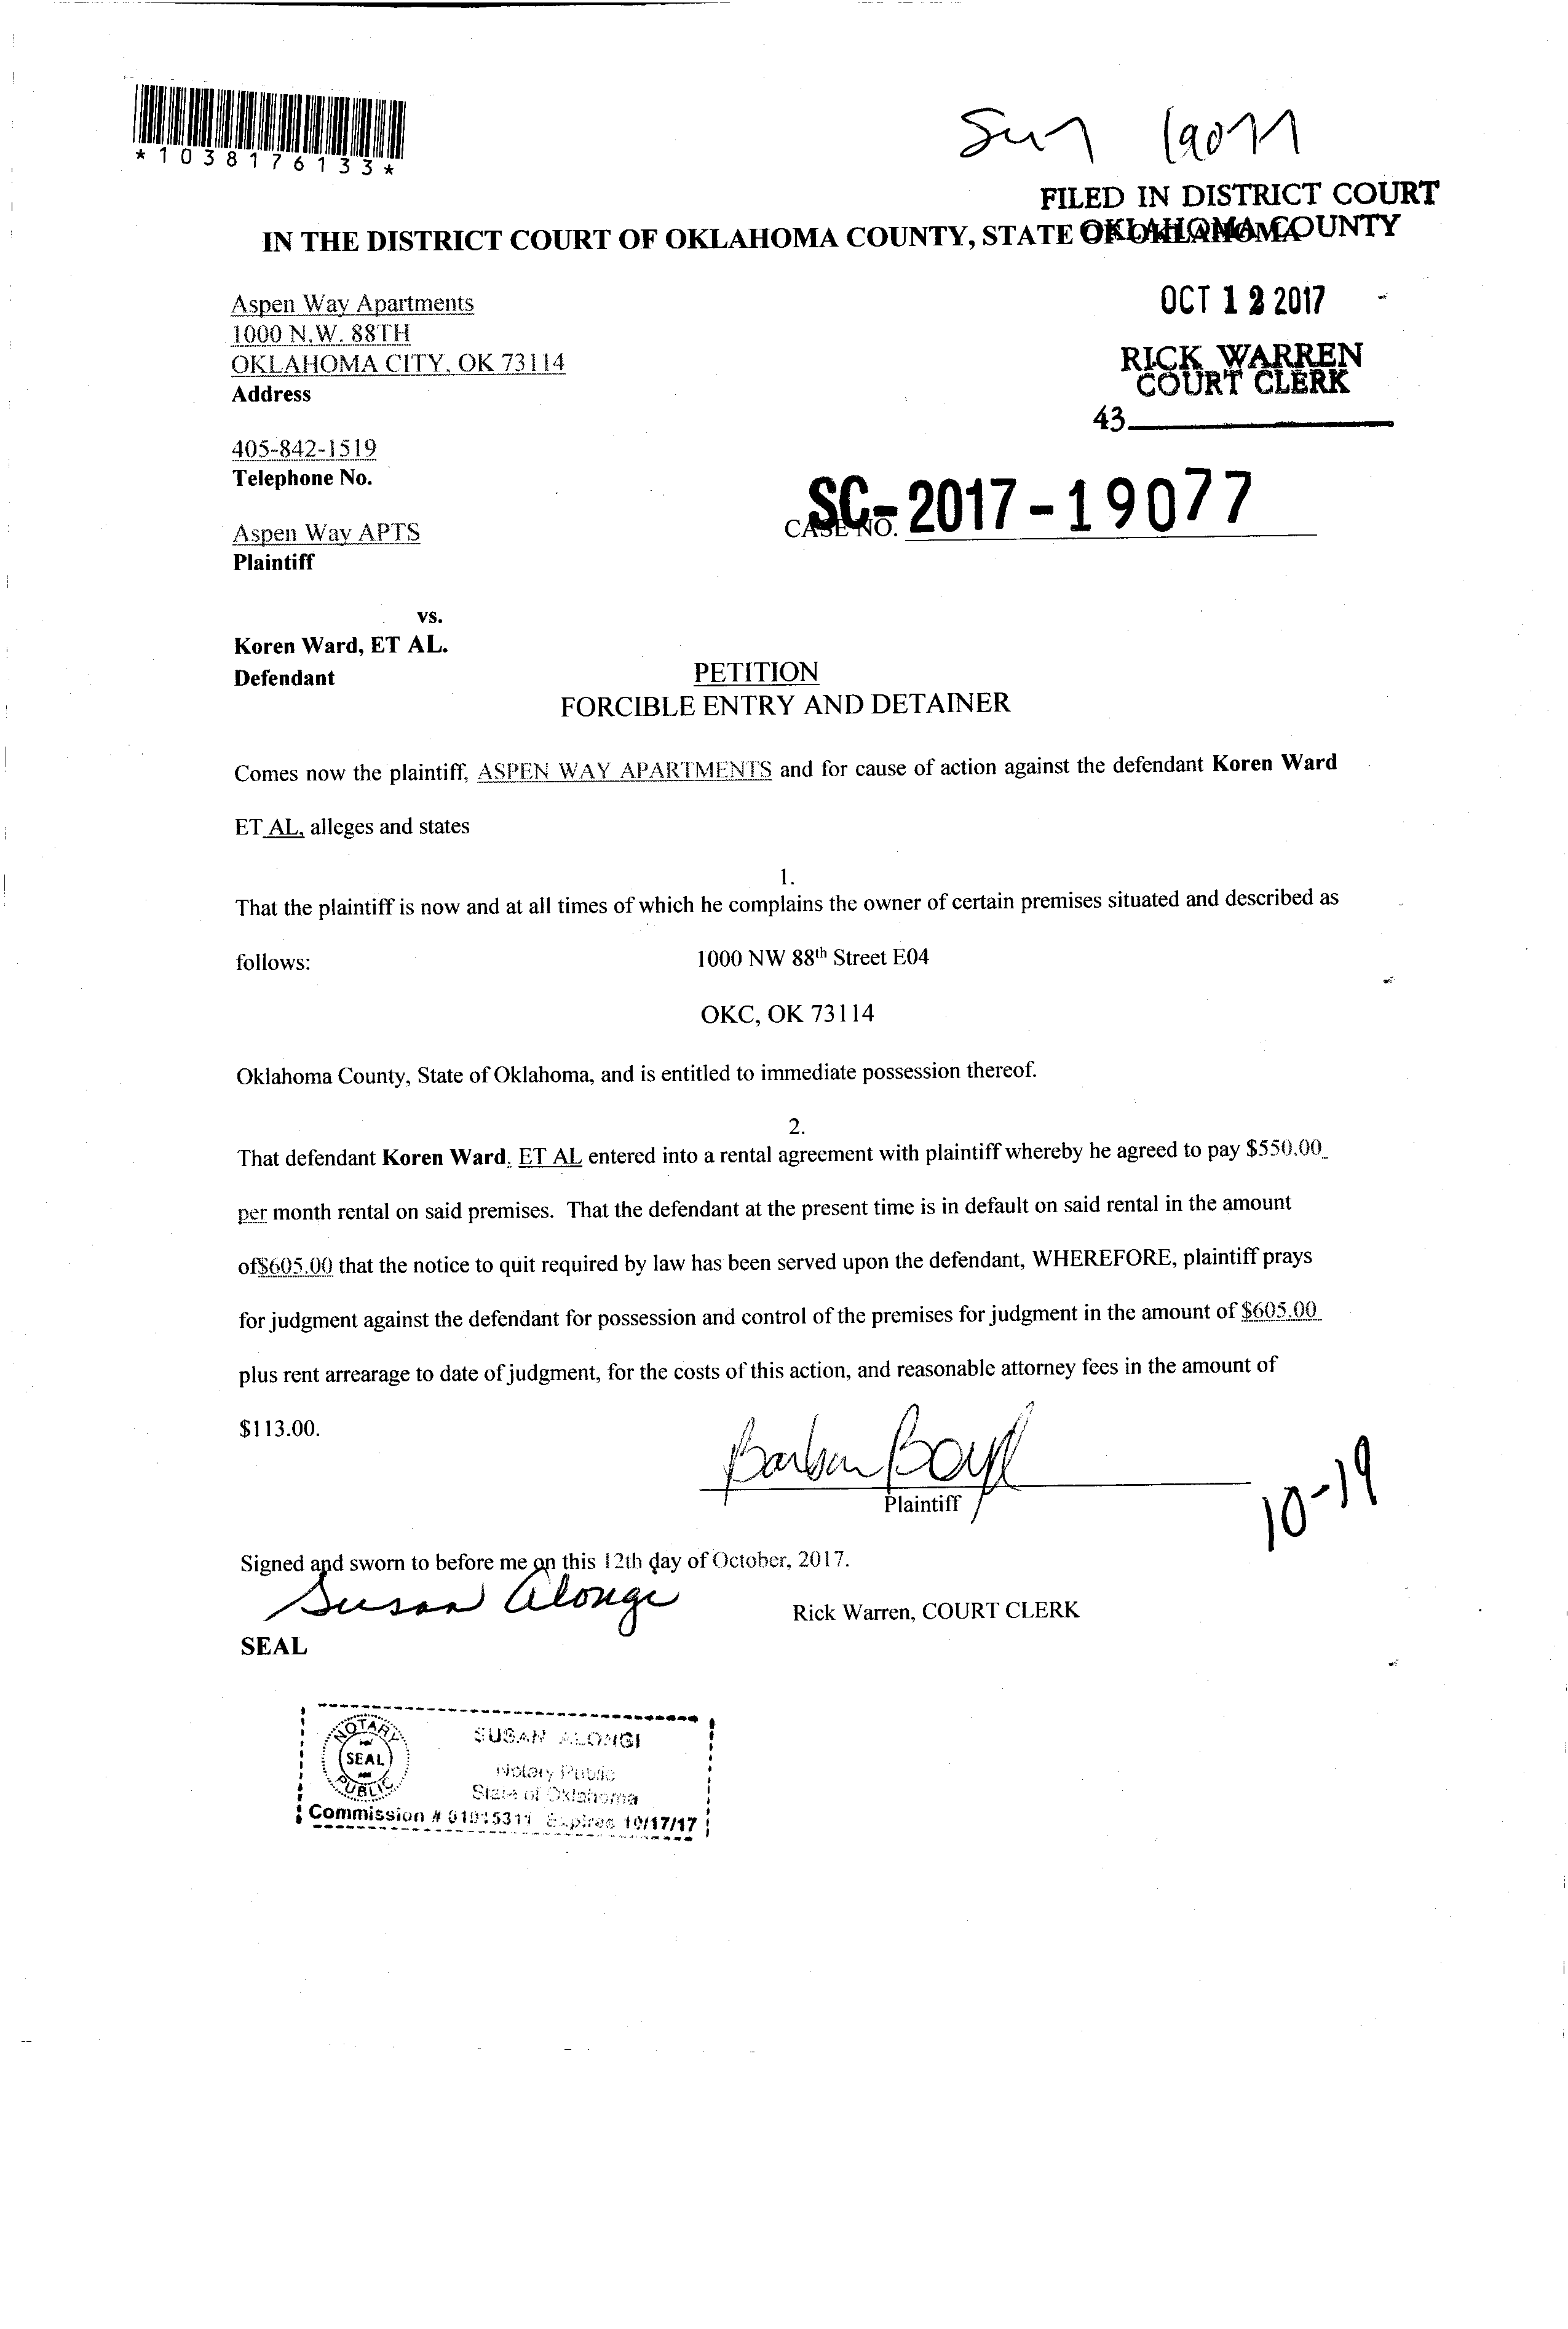 *1038176133*
FILED IN DISTRICT COURT
OKLAHOMA COUNTY
IN THE DISTRICT COURT OF OKLAHOMA COUNTY, STATE OF OKLAHOMA
Aspen Way Apartments
1000 N.W. 88TH
OKLAHOMA CITY, OK 73114
Address
OCT 12 2017
RICK WARREN
COURT CLERK
43
405-842-1519
Telephone No.
CASE NO. SC-2017-19077
Aspen Way APTS
Plaintiff
vs.
Koren Ward, ET AL.
Defendant
PETITION
FORCIBLE ENTRY AND DETAINER
Comes now the plaintiff, ASPEN WAY APARTMENTS and for cause of action against the defendant Koren Ward
ET AL, alleges and states
1.
That the plaintiff is now and at all times of which he complains the owner of certain premises situated and described as
follows: 1000 NW 88th Street E04
OKC, OK 73114
Oklahoma County, State of Oklahoma, and is entitled to immediate possession thereof.
2.
That defendant Koren Ward, ET AL entered into a rental agreement with plaintiff whereby he agreed to pay $550.00
per month rental on said premises. That the defendant at the present time is in default on said rental in the amount
of$605.00 that the notice to quit required by law has been served upon the defendant, WHEREFORE, plaintiff prays
for judgment against the defendant for possession and control of the premises for judgment in the amount of $605.00
plus rent arrearage to date of judgment, for the costs of this action, and reasonable attorney fees in the amount of
$113.00.
Barbara Boyd
Plaintiff
10-19
Signed and sworn to before me on this 12th day of October, 2017.
Susan Alongi
Rick Warren, COURT CLERK
SEAL
NOTARY
SEAL
PUBLIC
SUSAN ALONGI
Notary Public
State of Oklahoma
Commission # 01015311 Expires 10/17/17